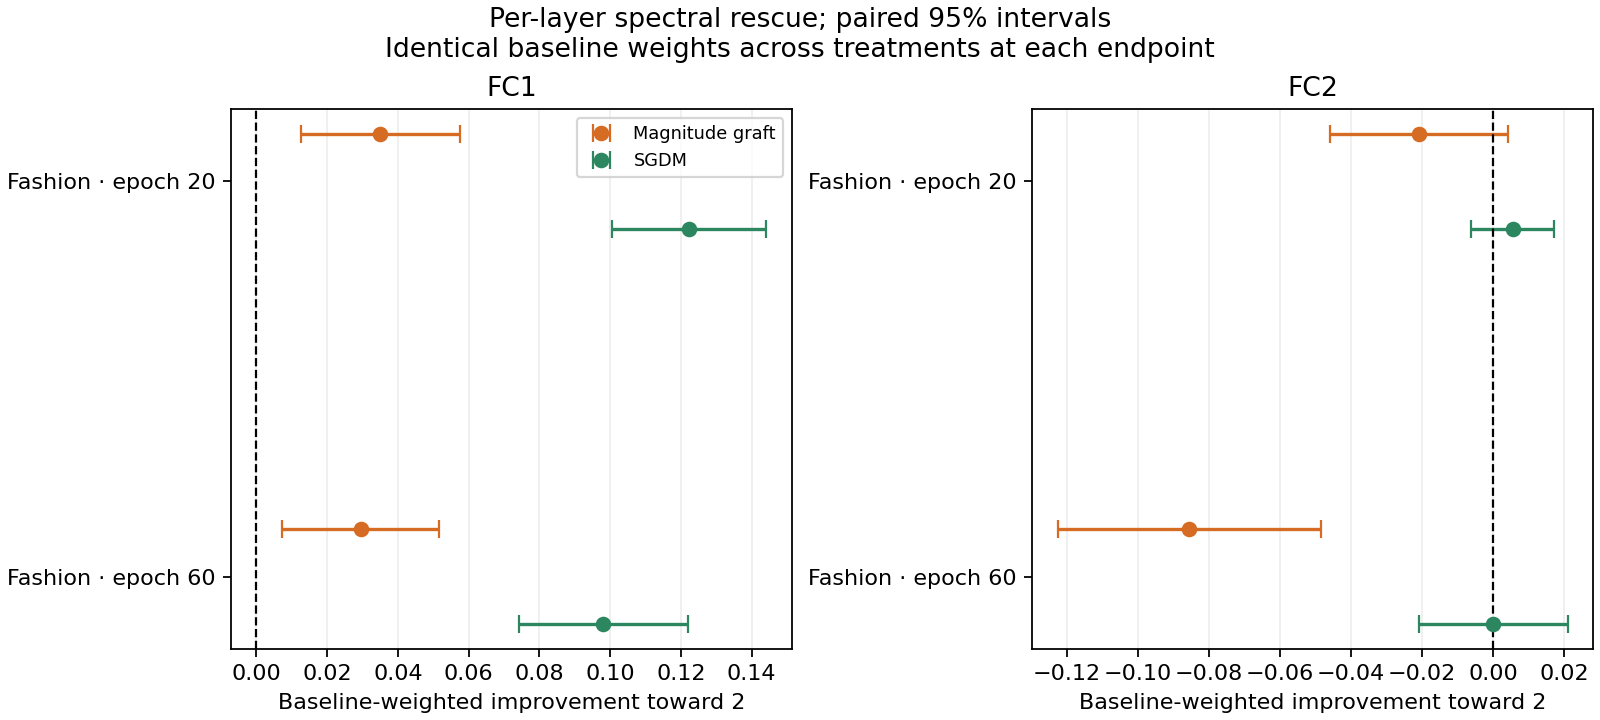 Per-layer spectral rescue; paired 95% intervals
Identical baseline weights across treatments at each endpoint
FC1
Magnitude graft
SGDM
Fashion · epoch 20
Fashion · epoch 60
0.00 0.02 0.04 0.06 0.08 0.10 0.12 0.14
Baseline-weighted improvement toward 2
FC2
Fashion · epoch 20
Fashion · epoch 60
−0.12 −0.10 −0.08 −0.06 −0.04 −0.02 0.00 0.02
Baseline-weighted improvement toward 2